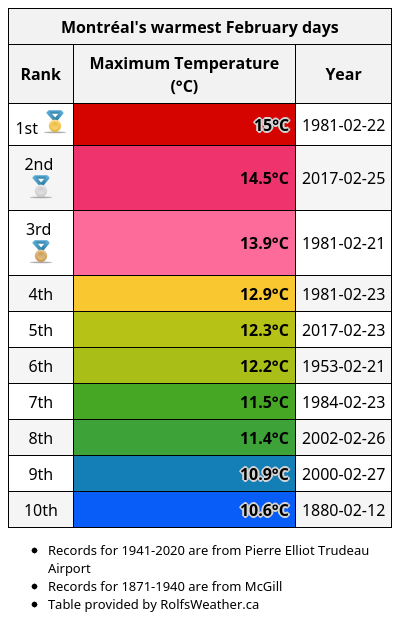 Montréal's warmest February days
Rank
Maximum Temperature
(°C)
Year
1st
15°C
1981-02-22
2nd
14.5°C
2017-02-25
3rd
13.9°C
1981-02-21
4th
12.9°C
1981-02-23
5th
12.3°C
2017-02-23
6th
12.2°C
1953-02-21
7th
11.5°C
1984-02-23
8th
11.4°C
2002-02-26
9th
10.9°C
2000-02-27
10th
10.6°C
1880-02-12
Records for 1941-2020 are from Pierre Elliot Trudeau
Airport
Records for 1871-1940 are from McGill
Table provided by RolfsWeather.ca